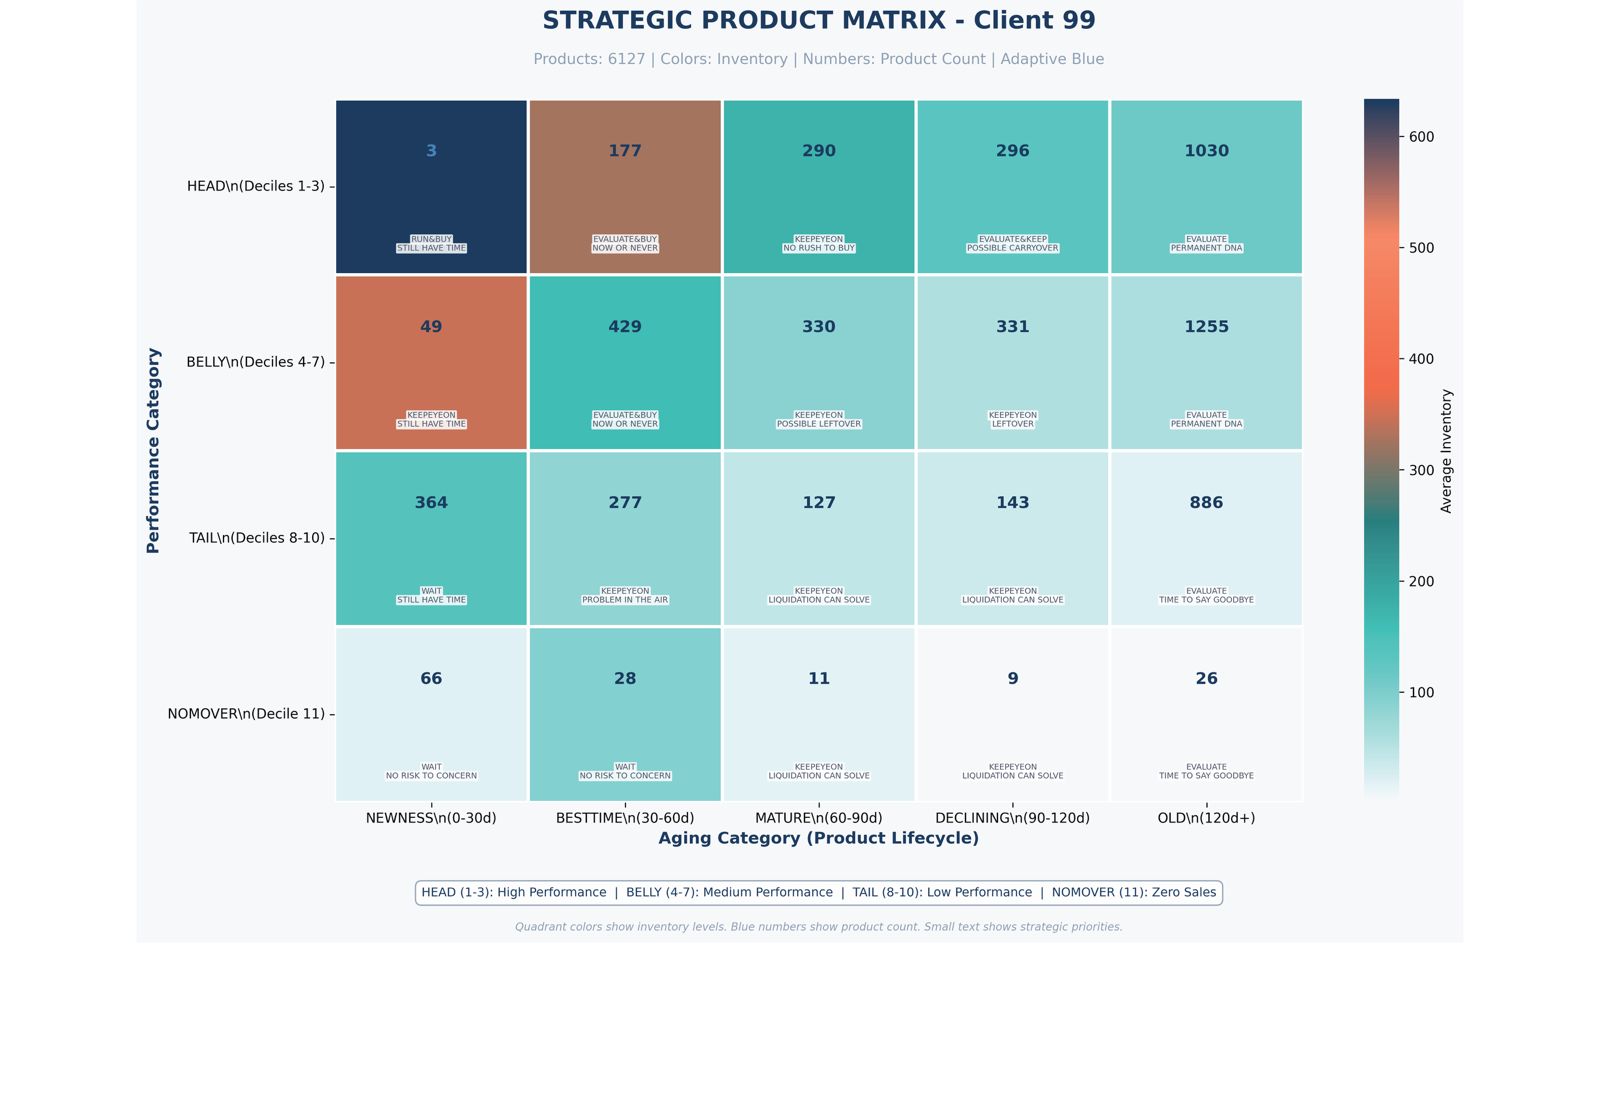 STRATEGIC PRODUCT MATRIX - Client 99
Products: 6127 | Colors: Inventory | Numbers: Product Count | Adaptive Blue
Performance Category
HEAD\n(Deciles 1-3)
3
RUN&BUY
STILL HAVE TIME
177
EVALUATE&BUY
NOW OR NEVER
290
KEEPEYEON
NO RUSH TO BUY
296
EVALUATE&KEEP
POSSIBLE CARRYOVER
1030
EVALUATE
PERMANENT DNA
BELLY\n(Deciles 4-7)
49
KEEPEYEON
STILL HAVE TIME
429
EVALUATE&BUY
NOW OR NEVER
330
KEEPEYEON
POSSIBLE LEFTOVER
331
KEEPEYEON
LEFTOVER
1255
EVALUATE
PERMANENT DNA
TAIL\n(Deciles 8-10)
364
WAIT
STILL HAVE TIME
277
KEEPEYEON
PROBLEM IN THE AIR
127
KEEPEYEON
LIQUIDATION CAN SOLVE
143
KEEPEYEON
LIQUIDATION CAN SOLVE
886
EVALUATE
TIME TO SAY GOODBYE
NOMOVER\n(Decile 11)
66
WAIT
NO RISK TO CONCERN
28
WAIT
NO RISK TO CONCERN
11
KEEPEYEON
LIQUIDATION CAN SOLVE
9
KEEPEYEON
LIQUIDATION CAN SOLVE
26
EVALUATE
TIME TO SAY GOODBYE
NEWNESS\n(0-30d)
BESTTIME\n(30-60d)
MATURE\n(60-90d)
DECLINING\n(90-120d)
OLD\n(120d+)
Aging Category (Product Lifecycle)
600
500
400
300
200
100
Average Inventory
HEAD (1-3): High Performance | BELLY (4-7): Medium Performance | TAIL (8-10): Low Performance | NOMOVER (11): Zero Sales
Quadrant colors show inventory levels. Blue numbers show product count. Small text shows strategic priorities.